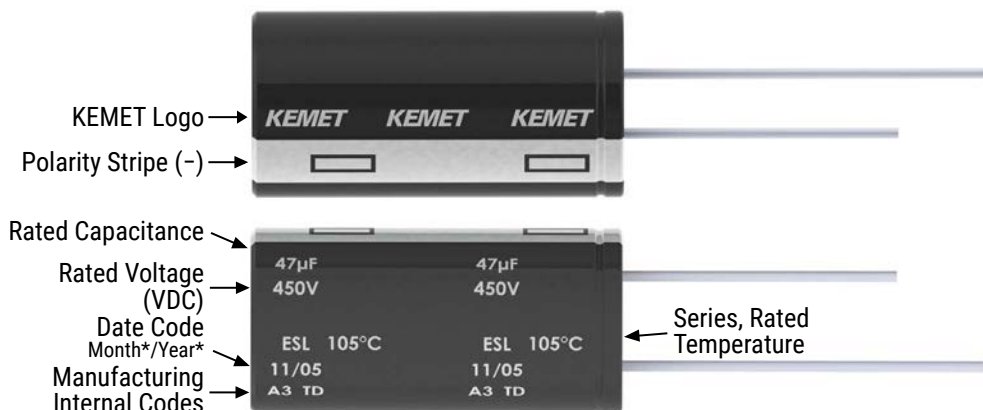 KEMET Logo
KEMET KEMET KEMET
Polarity Stripe (−)
Rated Capacitance
47µF 47µF
Rated Voltage
(VDC)
450V 450V
Date Code
Month*/Year*
ESL 105°C ESL 105°C
Series, Rated
Temperature
11/05 11/05
Manufacturing
Internal Codes
A3 TD A3 TD